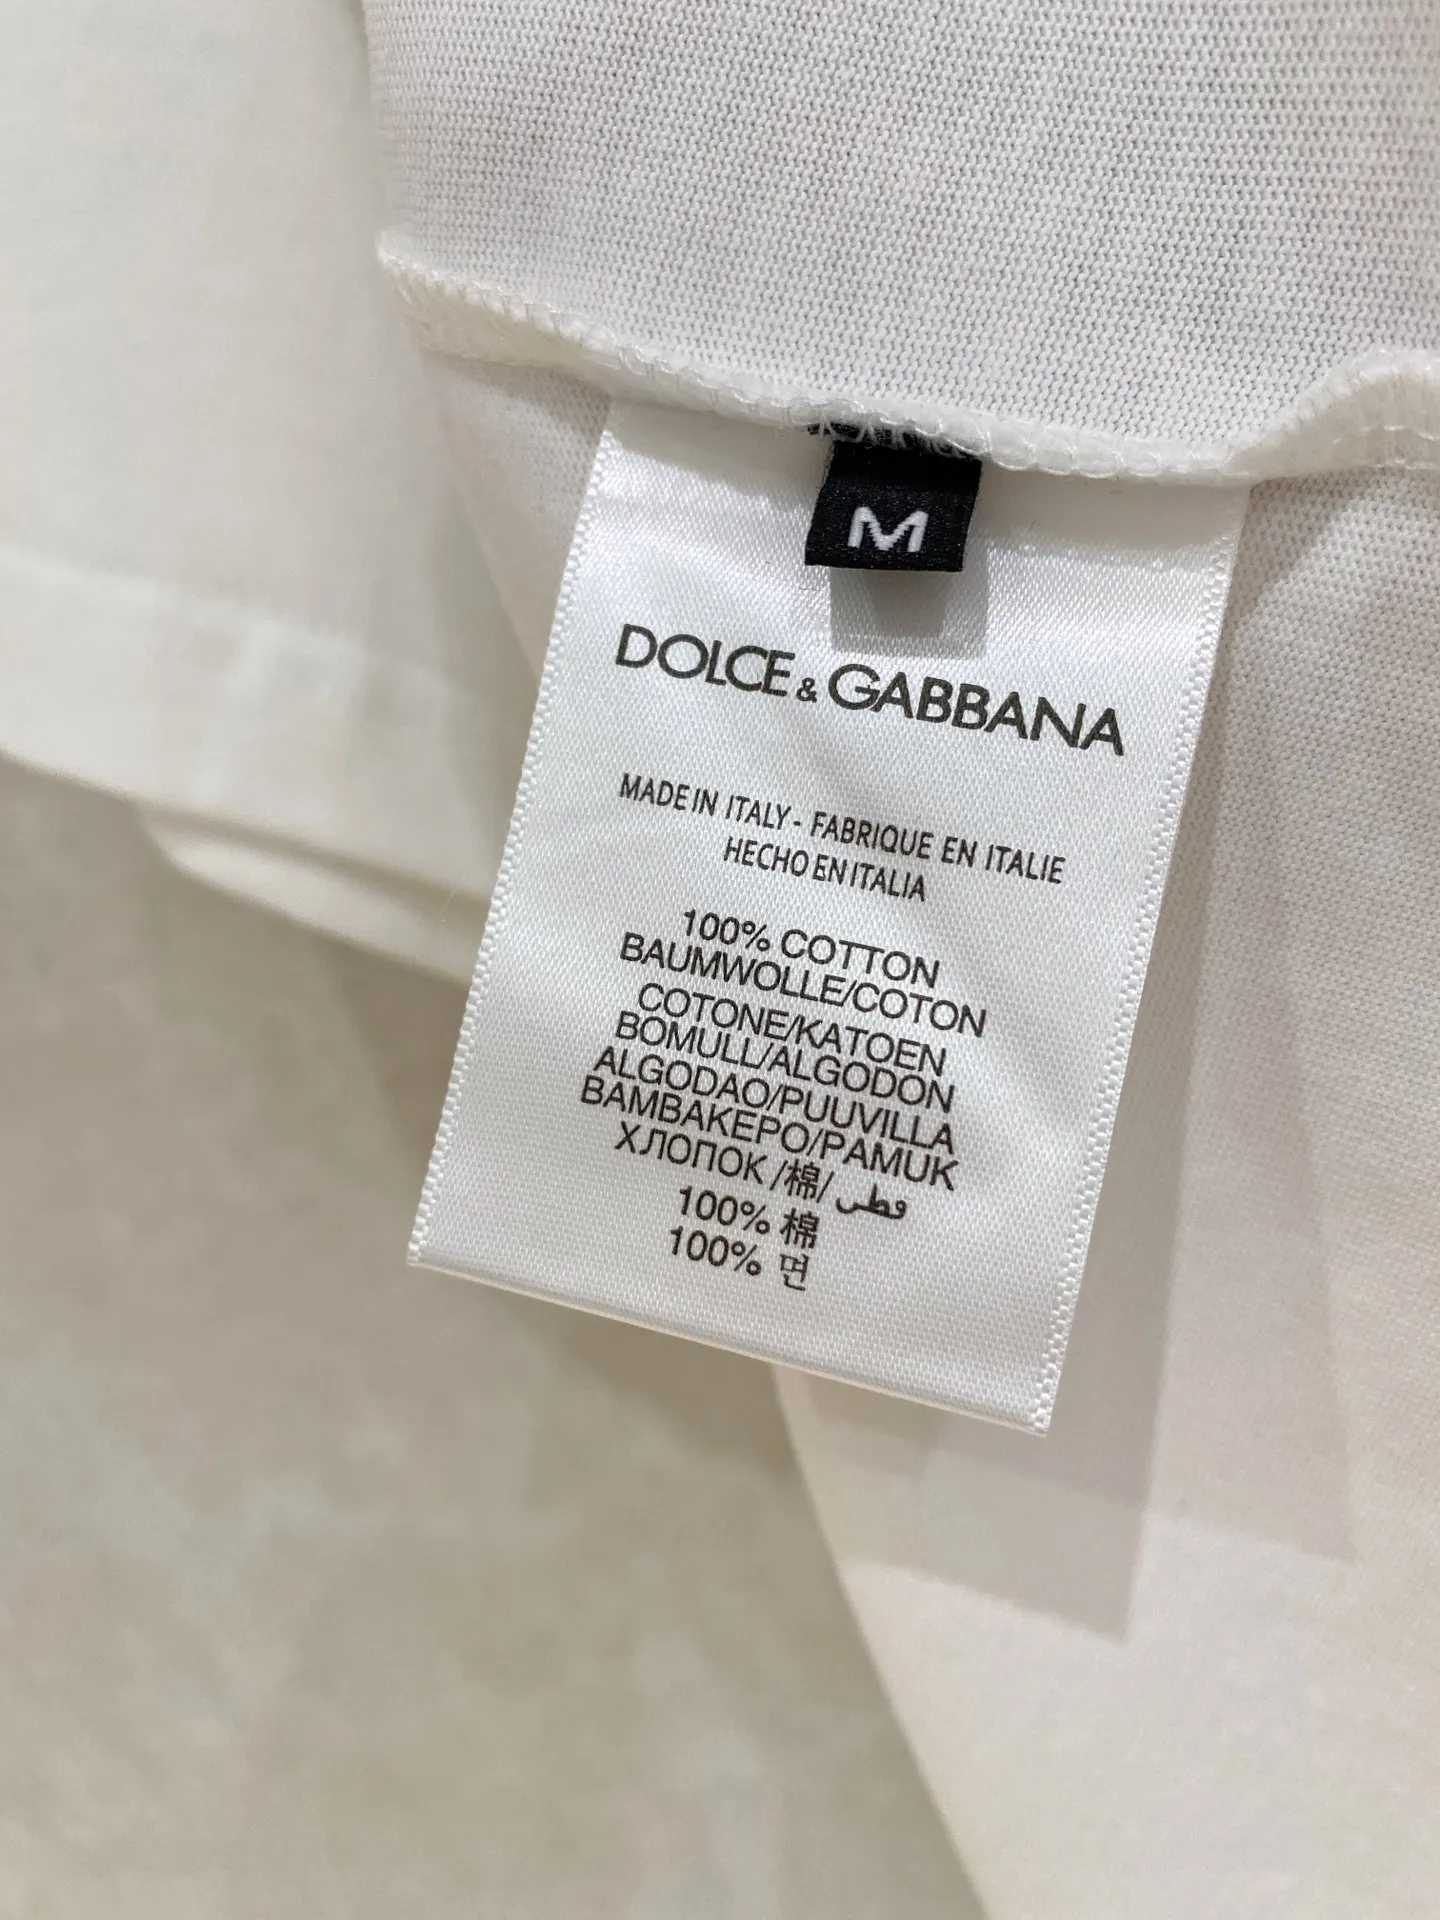 M
DOLCE & GABBANA
MADE IN ITALY - FABRIQUE EN ITALIE
HECHO EN ITALIA
100% COTTON
BAUMWOLLE/COTON
COTONE/KATOEN
BOMULL/ALGODON
ALGODAO/PUUVILLA
BAMBAKEPO/PAMUK
ХЛОПОК /棉/ قطن
100% 棉
100% 면